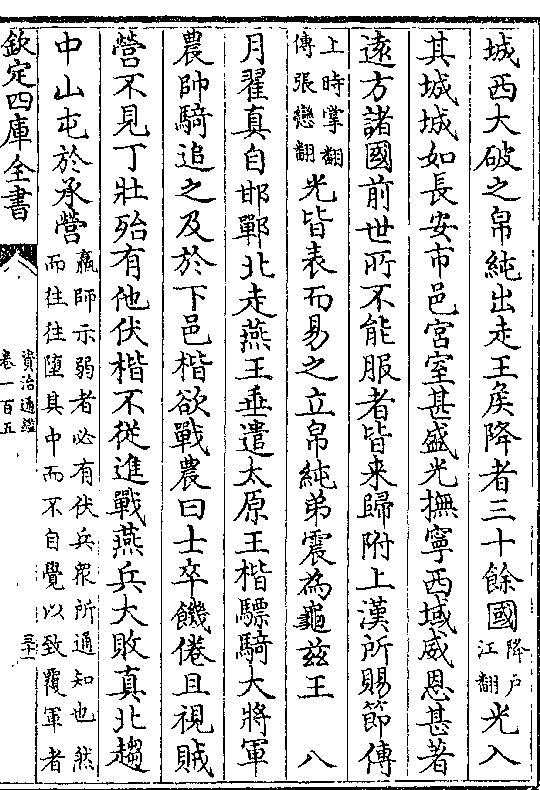 城西大破之帛純出走王矦降者三十餘國降戸江翻光入
其城城如長安市邑宮室甚盛光撫寧西域威恩甚著
逺方諸國前世所不能服者皆来歸附上漢所賜節傳
上時掌翻傳張戀翻光皆表而易之立帛純弟震為龜兹王　八
月翟真自邯鄲北走燕王垂遣太原王楷驃騎大將軍
農帥騎追之及於下邑楷欲戰農曰士卒饑倦且視賊
營不見丁壯殆有他伏楷不從進戰燕兵大敗真北趨
中山屯於承營羸師示弱者必有伏兵衆所通知也然而往往墮其中而不自覺以致覆軍者
欽定四庫全書
資治通鑑
卷一百五
三十一